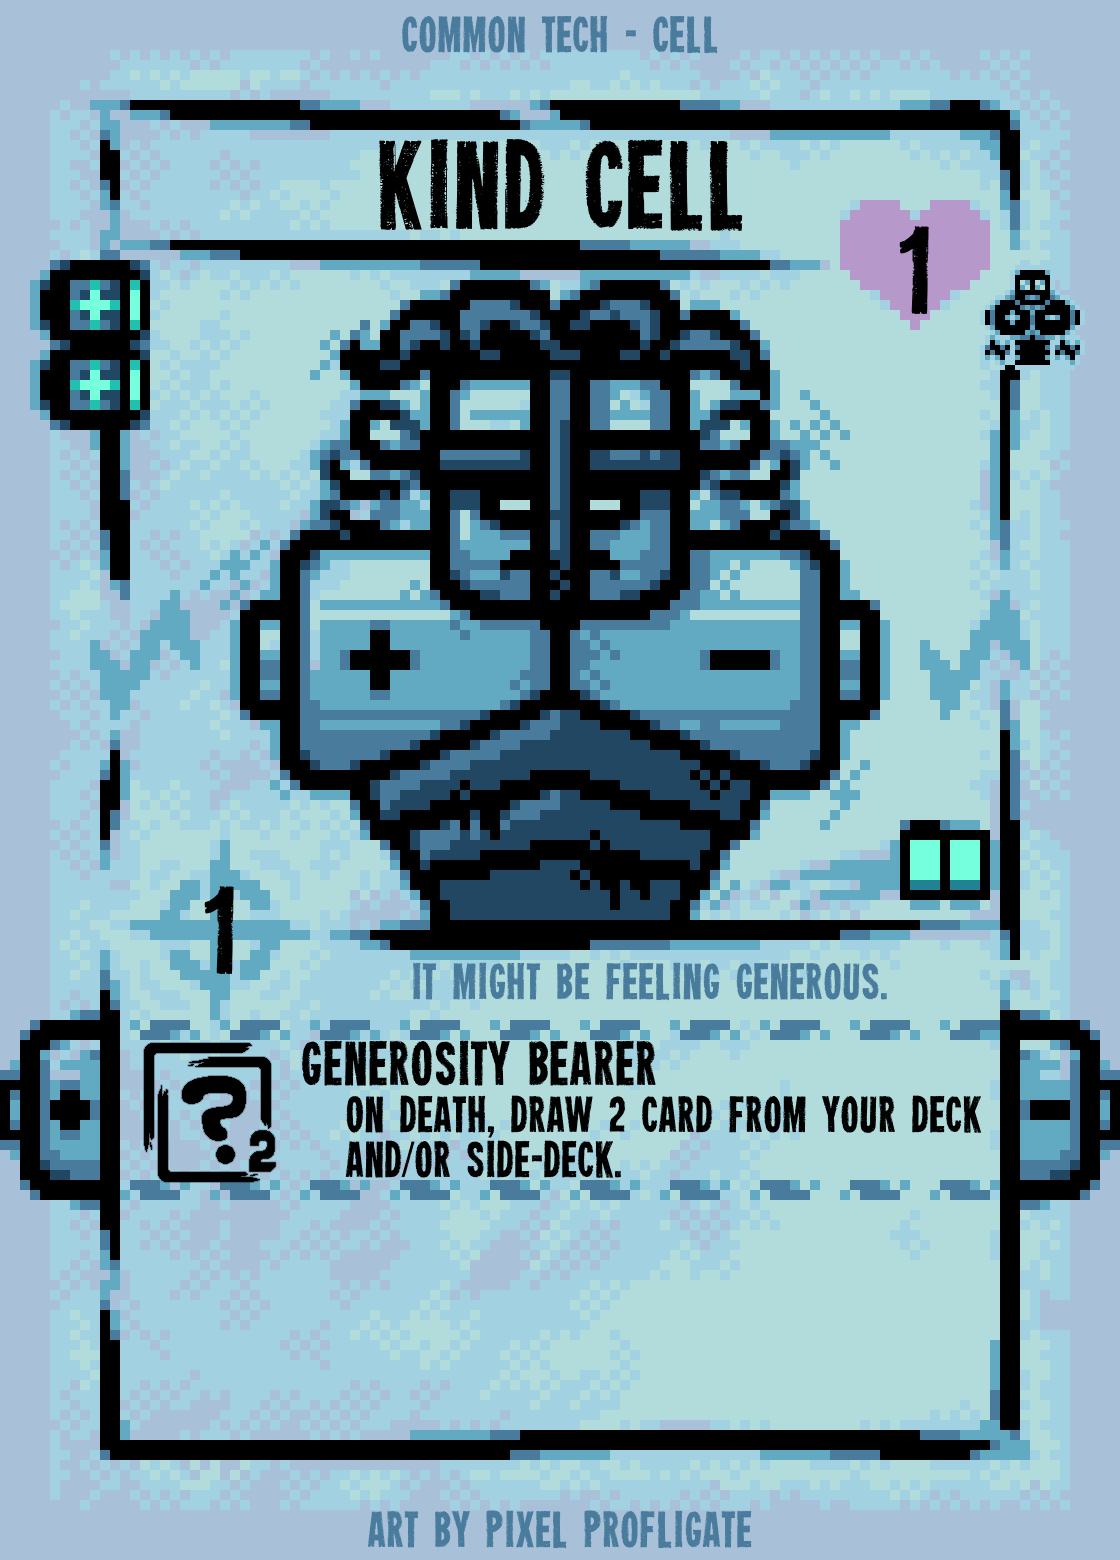 COMMON TECH - CELL
KIND CELL
1
+
+
+ -
1
IT MIGHT BE FEELING GENEROUS.
?2
GENEROSITY BEARER
ON DEATH, DRAW 2 CARD FROM YOUR DECK
AND/OR SIDE-DECK.
+ -
ART BY PIXEL PROFLIGATE